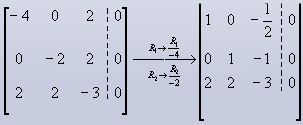 [ -4 0 2 | 0 ] [ 1 0 -1/2 | 0 ]
[ 0 -2 2 | 0 ] R₁→R₁/-4 R₂→R₂/-2 [ 0 1 -1 | 0 ]
[ 2 2 -3 | 0 ] [ 2 2 -3 | 0 ]